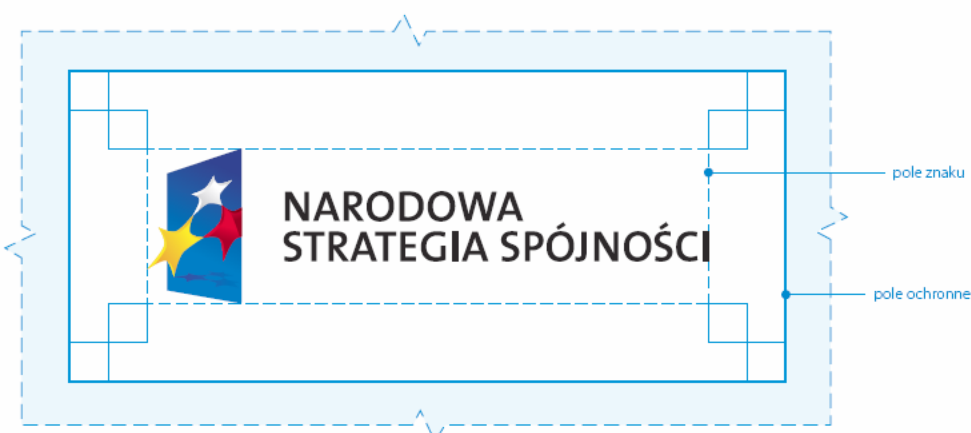 NARODOWA
STRATEGIA SPÓJNOŚCI
pole znaku
pole ochronne